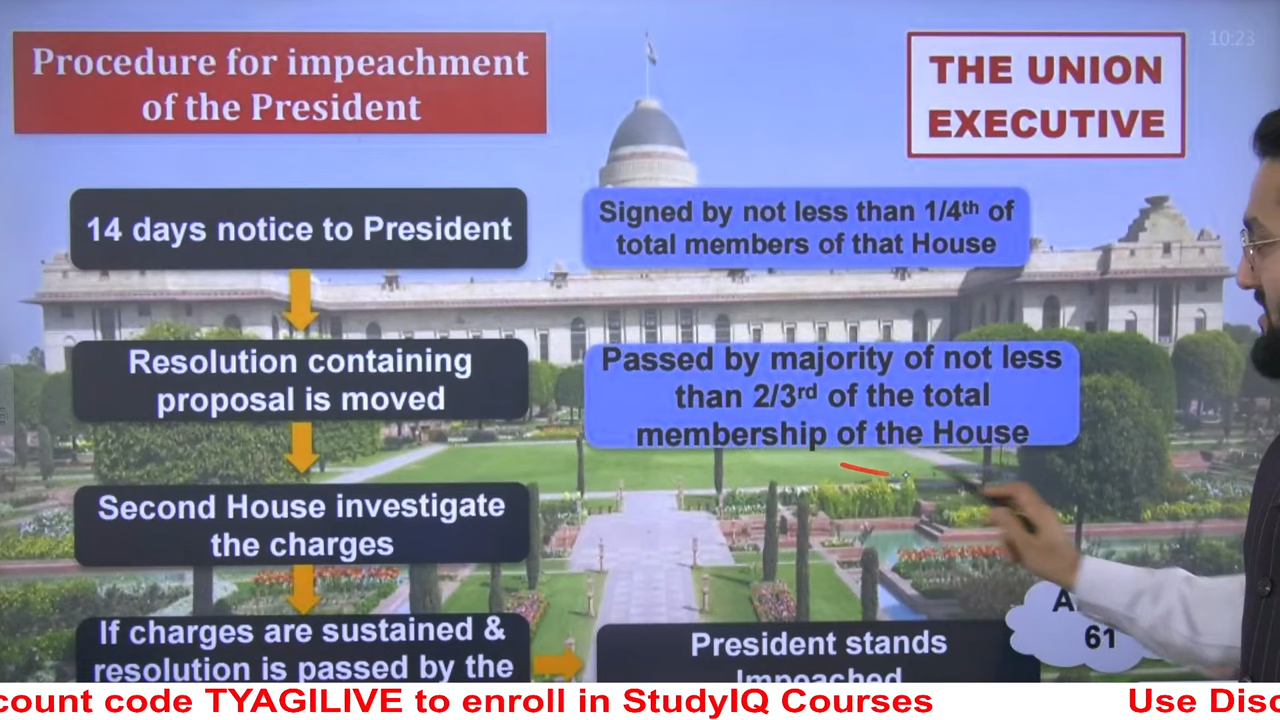 Procedure for impeachment
of the President
THE UNION
EXECUTIVE
10:23
14 days notice to President
Signed by not less than 1/4th of
total members of that House
Resolution containing
proposal is moved
Passed by majority of not less
than 2/3rd of the total
membership of the House
Second House investigate
the charges
If charges are sustained &
resolution is passed by the
President stands
Impeached
61
count code TYAGILIVE to enroll in StudyIQ Courses
Use Disc